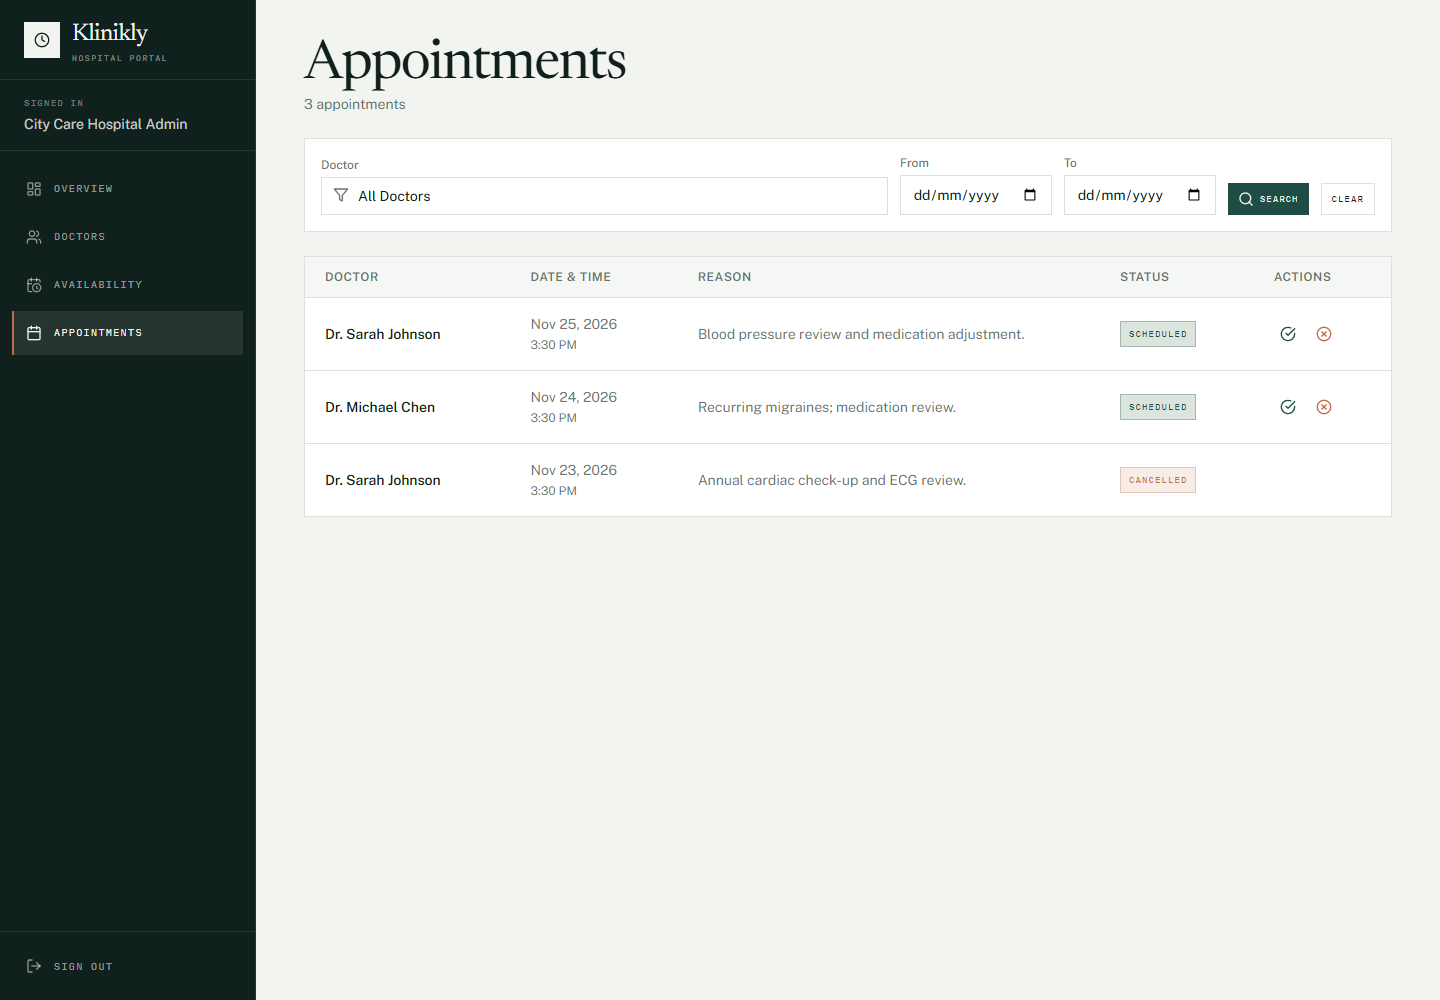 Klinikly
HOSPITAL PORTAL
SIGNED IN
City Care Hospital Admin
OVERVIEW
DOCTORS
AVAILABILITY
APPOINTMENTS
SIGN OUT
Appointments
3 appointments
Doctor
All Doctors
From
dd/mm/yyyy
To
dd/mm/yyyy
SEARCH
CLEAR
DOCTOR DATE & TIME REASON STATUS ACTIONS
Dr. Sarah Johnson
Nov 25, 2026
3:30 PM
Blood pressure review and medication adjustment.
SCHEDULED
Dr. Michael Chen
Nov 24, 2026
3:30 PM
Recurring migraines; medication review.
SCHEDULED
Dr. Sarah Johnson
Nov 23, 2026
3:30 PM
Annual cardiac check-up and ECG review.
CANCELLED